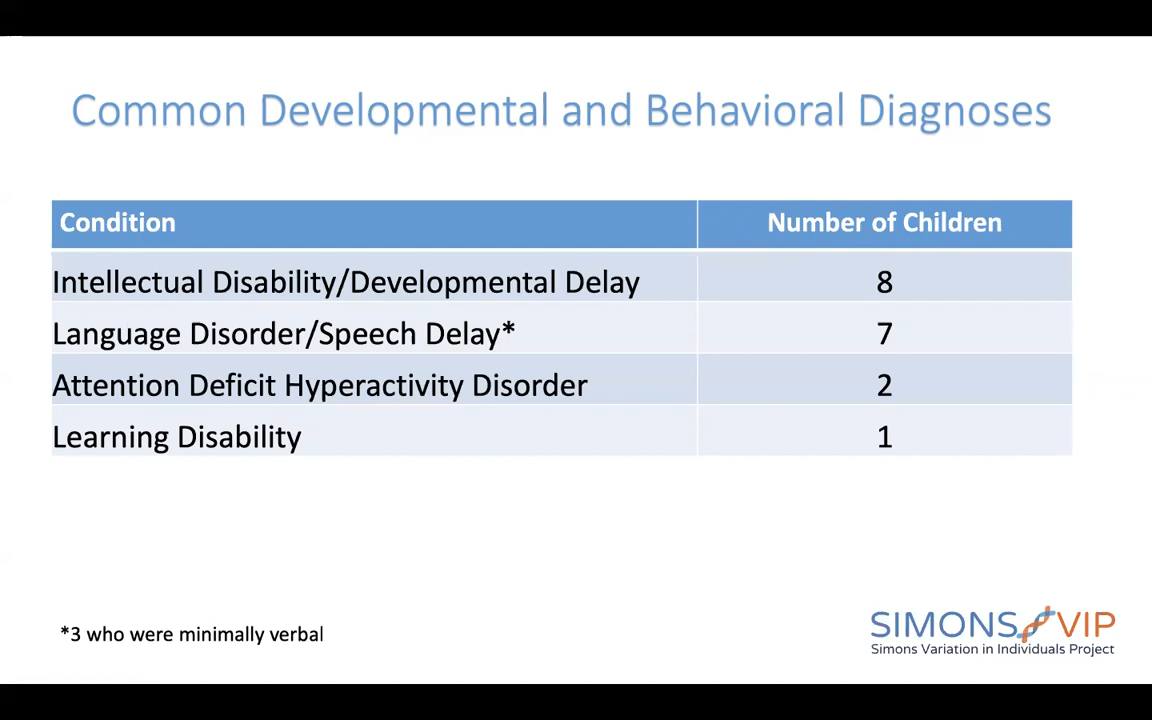 Common Developmental and Behavioral Diagnoses
Condition Number of Children
Intellectual Disability/Developmental Delay 8
Language Disorder/Speech Delay* 7
Attention Deficit Hyperactivity Disorder 2
Learning Disability 1
*3 who were minimally verbal
SIMONS VIP
Simons Variation in Individuals Project